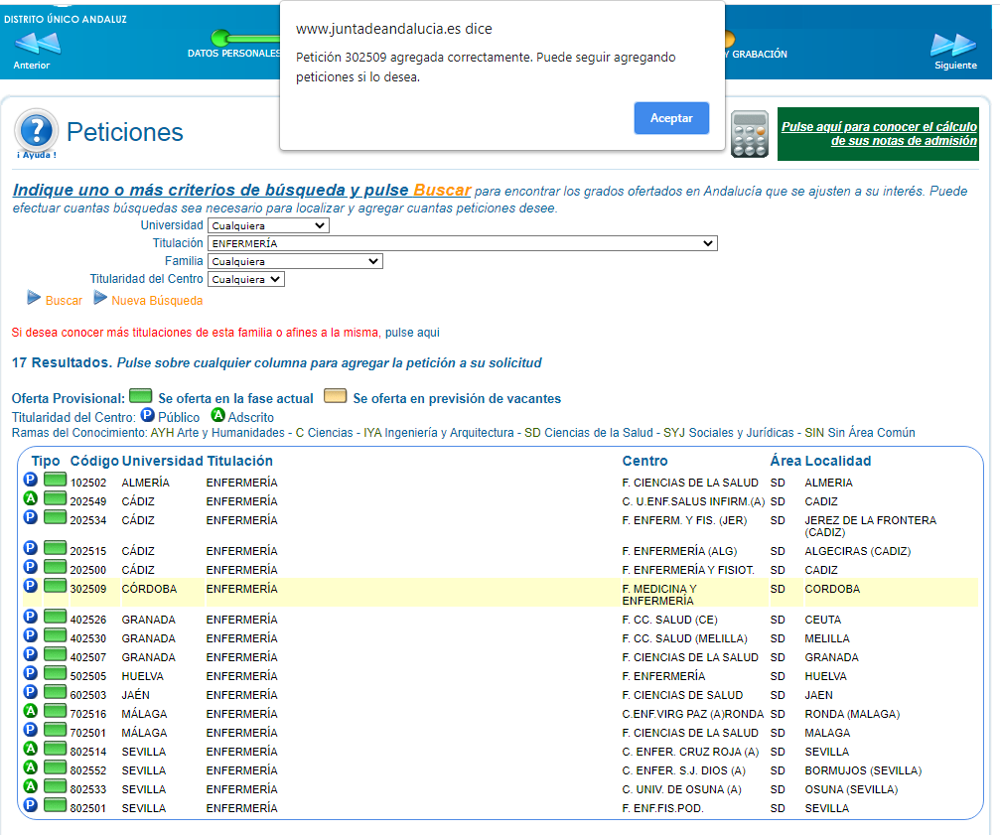 DISTRITO ÚNICO ANDALUZ
Anterior
DATOS PERSONALES
Y GRABACIÓN
Siguiente
www.juntadeandalucia.es dice
Petición 302509 agregada correctamente. Puede seguir agregando
peticiones si lo desea.
Aceptar
?
¡ Ayuda !
Peticiones
Pulse aquí para conocer el cálculo
de sus notas de admisión
Indique uno o más criterios de búsqueda y pulse Buscar para encontrar los grados ofertados en Andalucía que se ajusten a su interés. Puede
efectuar cuantas búsquedas sea necesario para localizar y agregar cuantas peticiones desee.
Universidad Cualquiera
Titulación ENFERMERÍA
Familia Cualquiera
Titularidad del Centro Cualquiera
Buscar Nueva Búsqueda
Si desea conocer más titulaciones de esta familia o afines a la misma, pulse aqui
17 Resultados. Pulse sobre cualquier columna para agregar la petición a su solicitud
Oferta Provisional: Se oferta en la fase actual Se oferta en previsión de vacantes
Titularidad del Centro: P Público A Adscrito
Ramas del Conocimiento: AYH Arte y Humanidades - C Ciencias - IYA Ingeniería y Arquitectura - SD Ciencias de la Salud - SYJ Sociales y Jurídicas - SIN Sin Área Común
Tipo Código Universidad Titulación Centro Área Localidad
P 102502 ALMERÍA ENFERMERÍA F. CIENCIAS DE LA SALUD SD ALMERIA
A 202549 CÁDIZ ENFERMERÍA C. U.ENF.SALUS INFIRM.(A) SD CADIZ
P 202534 CÁDIZ ENFERMERÍA F. ENFERM. Y FIS. (JER) SD JEREZ DE LA FRONTERA
(CADIZ)
P 202515 CÁDIZ ENFERMERÍA F. ENFERMERÍA (ALG) SD ALGECIRAS (CADIZ)
P 202500 CÁDIZ ENFERMERÍA F. ENFERMERÍA Y FISIOT. SD CADIZ
P 302509 CÓRDOBA ENFERMERÍA F. MEDICINA Y SD CORDOBA
ENFERMERÍA
P 402526 GRANADA ENFERMERÍA F. CC. SALUD (CE) SD CEUTA
P 402530 GRANADA ENFERMERÍA F. CC. SALUD (MELILLA) SD MELILLA
P 402507 GRANADA ENFERMERÍA F. CIENCIAS DE LA SALUD SD GRANADA
P 502505 HUELVA ENFERMERÍA F. ENFERMERÍA SD HUELVA
P 602503 JAÉN ENFERMERÍA F. CIENCIAS DE SALUD SD JAEN
A 702516 MÁLAGA ENFERMERÍA C.ENF.VIRG PAZ (A)RONDA SD RONDA (MALAGA)
P 702501 MÁLAGA ENFERMERÍA F. CIENCIAS DE LA SALUD SD MALAGA
A 802514 SEVILLA ENFERMERÍA C. ENFER. CRUZ ROJA (A) SD SEVILLA
A 802552 SEVILLA ENFERMERÍA C. ENFER. S.J. DIOS (A) SD BORMUJOS (SEVILLA)
A 802533 SEVILLA ENFERMERÍA C. UNIV. DE OSUNA (A) SD OSUNA (SEVILLA)
P 802501 SEVILLA ENFERMERÍA F. ENF.FIS.POD. SD SEVILLA